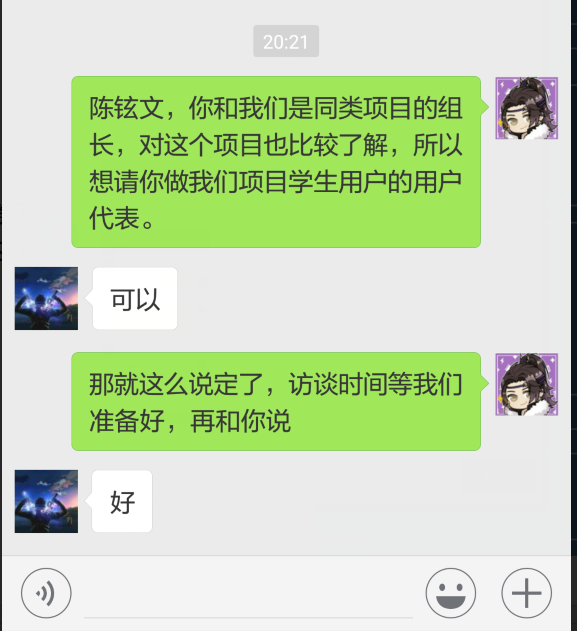 20:21
陈铉文，你和我们是同类项目的组
长，对这个项目也比较了解，所以
想请你做我们项目学生用户的用户
代表。
可以
那就这么说定了，访谈时间等我们
准备好，再和你说
好